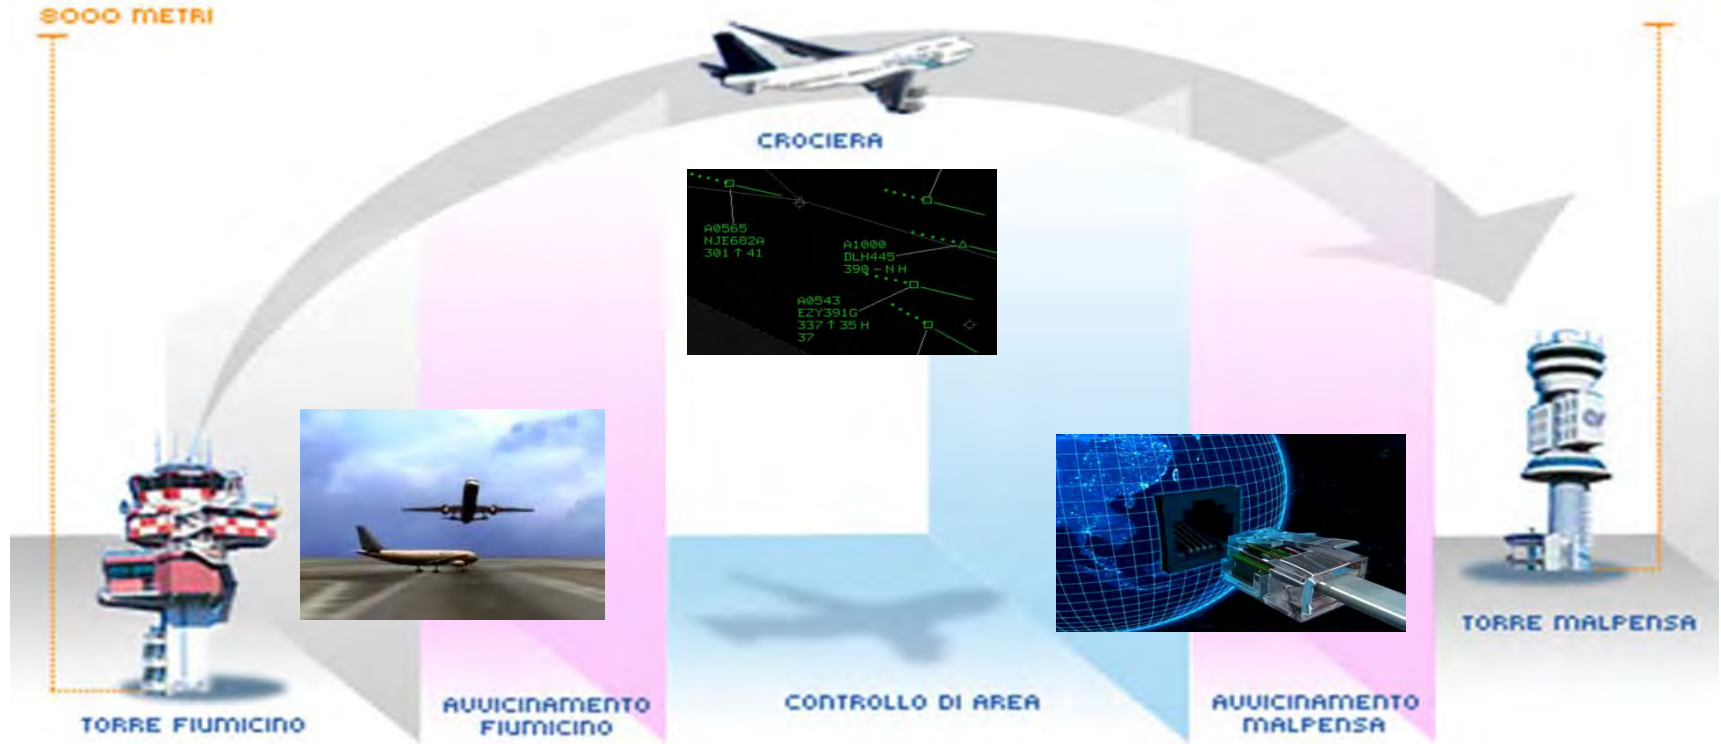 8000 METRI
CROCIERA
A0565
NJE682A
301 ↑ 41
A1000
DLH445
390 - N H
A0543
EZY391G
337 ↑ 35 H
37
TORRE MALPENSA
TORRE FIUMICINO
AVVICINAMENTO
FIUMICINO
CONTROLLO DI AREA
AVVICINAMENTO
MALPENSA